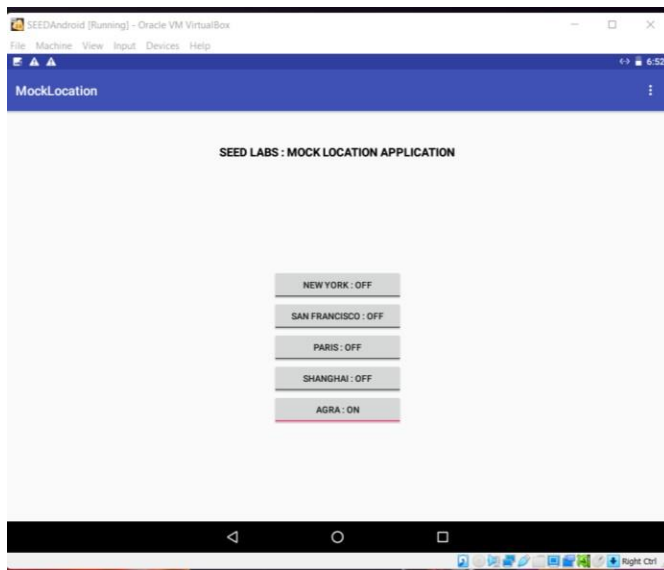 SEEDAndroid [Running] - Oracle VM VirtualBox
File Machine View Input Devices Help
6:52
MockLocation
SEED LABS : MOCK LOCATION APPLICATION
NEW YORK : OFF
SAN FRANCISCO : OFF
PARIS : OFF
SHANGHAI : OFF
AGRA : ON
Right Ctrl